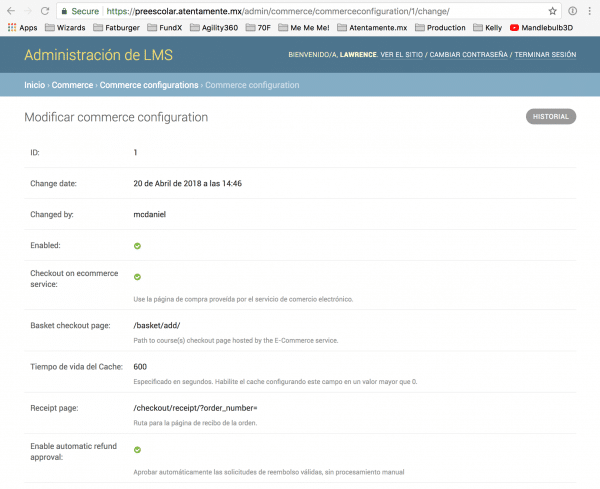 Secure https://preescolar.atentamente.mx/admin/commerce/commerceconfiguration/1/change/
Apps Wizards Fatburger FundX Agility360 70F Me Me Me! Atentamente.mx Production Kelly Mandlebulb3D
Administración de LMS
BIENVENIDO/A, LAWRENCE. VER EL SITIO / CAMBIAR CONTRASEÑA / TERMINAR SESIÓN
Inicio › Commerce › Commerce configurations › Commerce configuration
Modificar commerce configuration
HISTORIAL
ID: 1
Change date: 20 de Abril de 2018 a las 14:46
Changed by: mcdaniel
Enabled:
Checkout on ecommerce
service:
Use la página de compra proveída por el servicio de comercio electrónico.
Basket checkout page: /basket/add/
Path to course(s) checkout page hosted by the E-Commerce service.
Tiempo de vida del Cache: 600
Especificado en segundos. Habilite el cache configurando este campo en un valor mayor que 0.
Receipt page: /checkout/receipt/?order_number=
Ruta para la página de recibo de la orden.
Enable automatic refund
approval:
Aprobar automáticamente las solicitudes de reembolso válidas, sin procesamiento manual